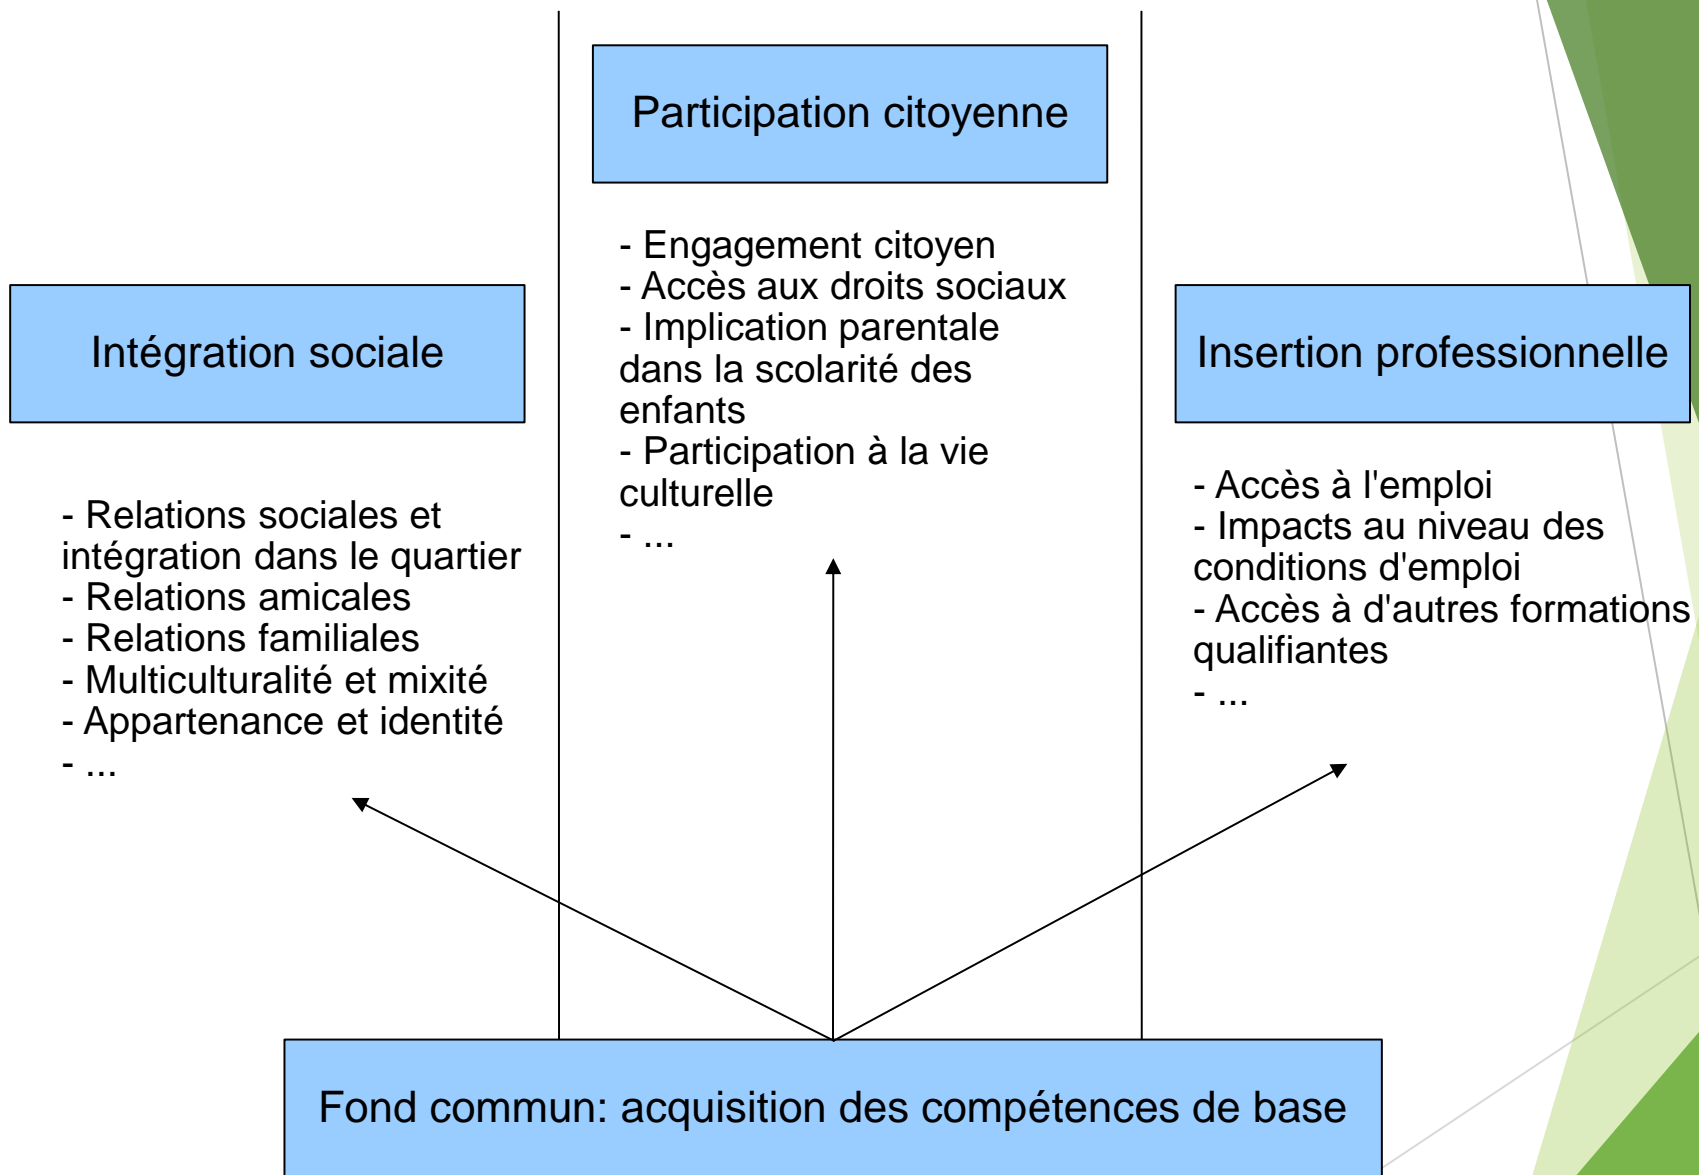 Participation citoyenne
- Engagement citoyen
- Accès aux droits sociaux
- Implication parentale
dans la scolarité des
enfants
- Participation à la vie
culturelle
- ...
Intégration sociale
- Relations sociales et
intégration dans le quartier
- Relations amicales
- Relations familiales
- Multiculturalité et mixité
- Appartenance et identité
- ...
Insertion professionnelle
- Accès à l'emploi
- Impacts au niveau des
conditions d'emploi
- Accès à d'autres formations
qualifiantes
- ...
Fond commun: acquisition des compétences de base